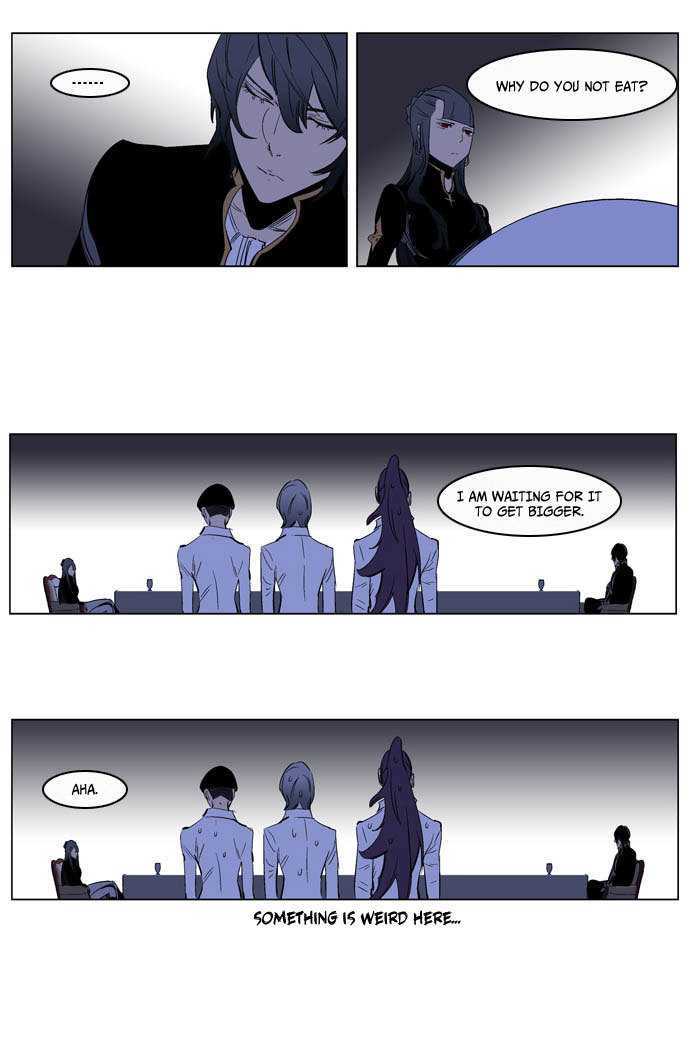 ------
WHY DO YOU NOT EAT?
I AM WAITING FOR IT
TO GET BIGGER.
AHA.
SOMETHING IS WEIRD HERE...